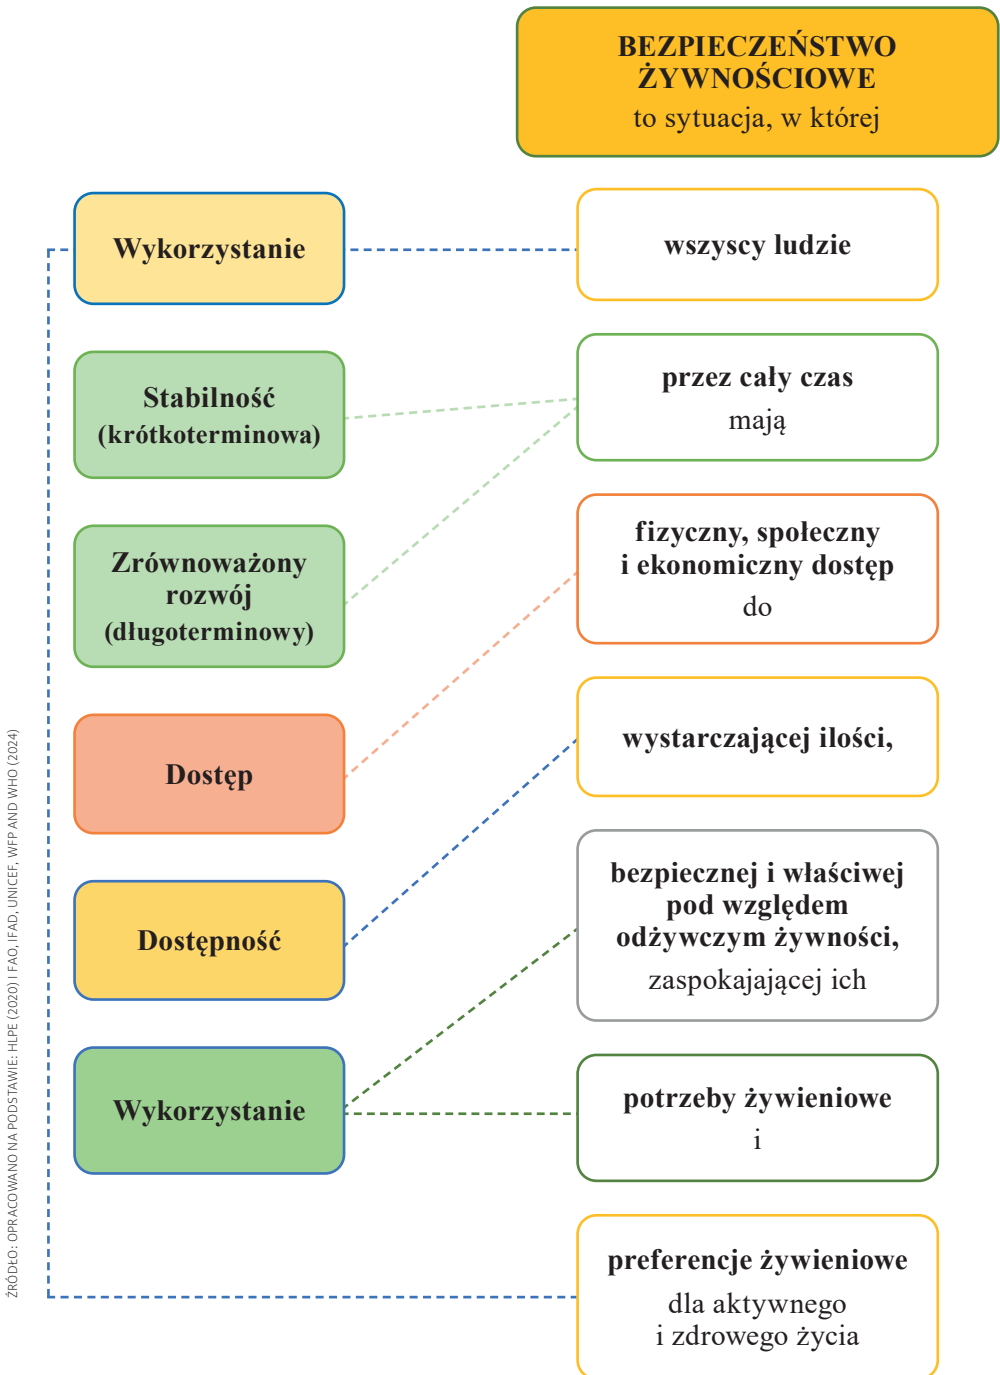 BEZPIECZEŃSTWO
ŻYWNOŚCIOWE
to sytuacja, w której
Wykorzystanie
wszyscy ludzie
Stabilność
(krótkoterminowa)
przez cały czas
mają
Zrównoważony
rozwój
(długoterminowy)
fizyczny, społeczny
i ekonomiczny dostęp
do
Dostęp
wystarczającej ilości,
Dostępność
bezpiecznej i właściwej
pod względem
odżywczym żywności,
zaspokajającej ich
Wykorzystanie
potrzeby żywieniowe
i
preferencje żywieniowe
dla aktywnego
i zdrowego życia
ŹRÓDŁO: OPRACOWANO NA PODSTAWIE: HLPE (2020) I FAO, IFAD, UNICEF, WFP AND WHO (2024)